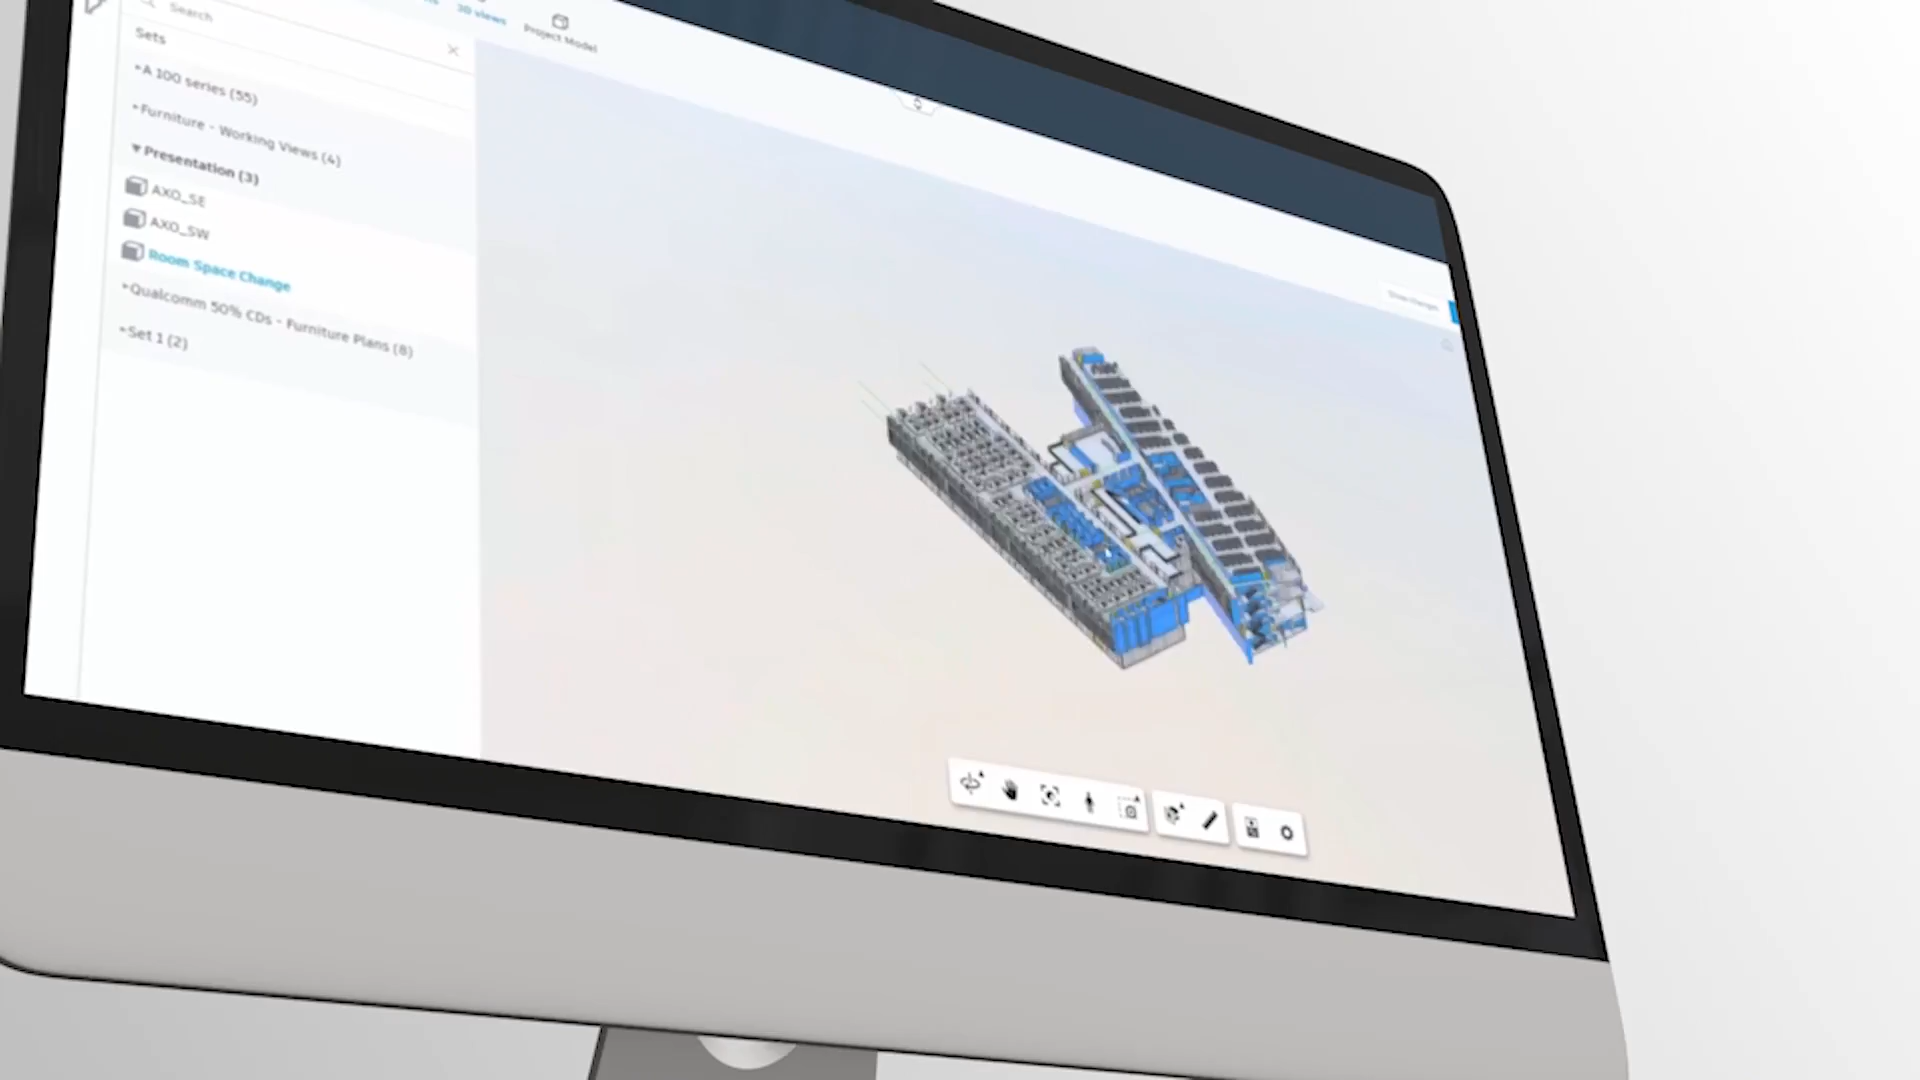 Search
3D views
Project Model
Sets
A 100 series (55)
Furniture - Working Views (4)
Presentation (3)
AXO_SE
AXO_SW
Room Space Change
Qualcomm 50% CDs - Furniture Plans (8)
Set 1 (2)